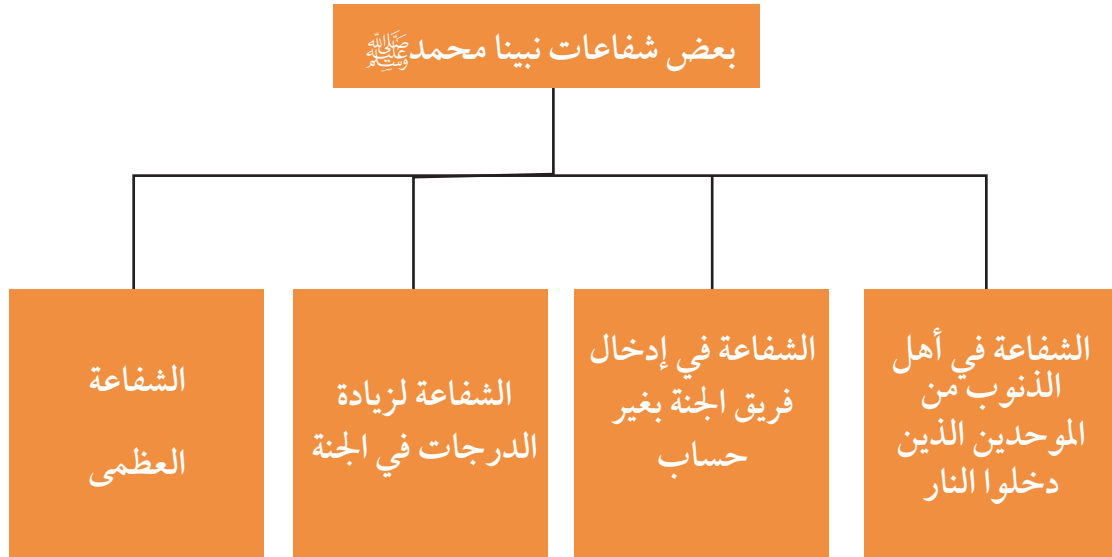 بعض شفاعات نبينا محمد ﷺ
الشفاعة في أهل
الذنوب من
الموحدين الذين
دخلوا النار
الشفاعة في إدخال
فريق الجنة بغير
حساب
الشفاعة لزيادة
الدرجات في الجنة
الشفاعة
العظمى